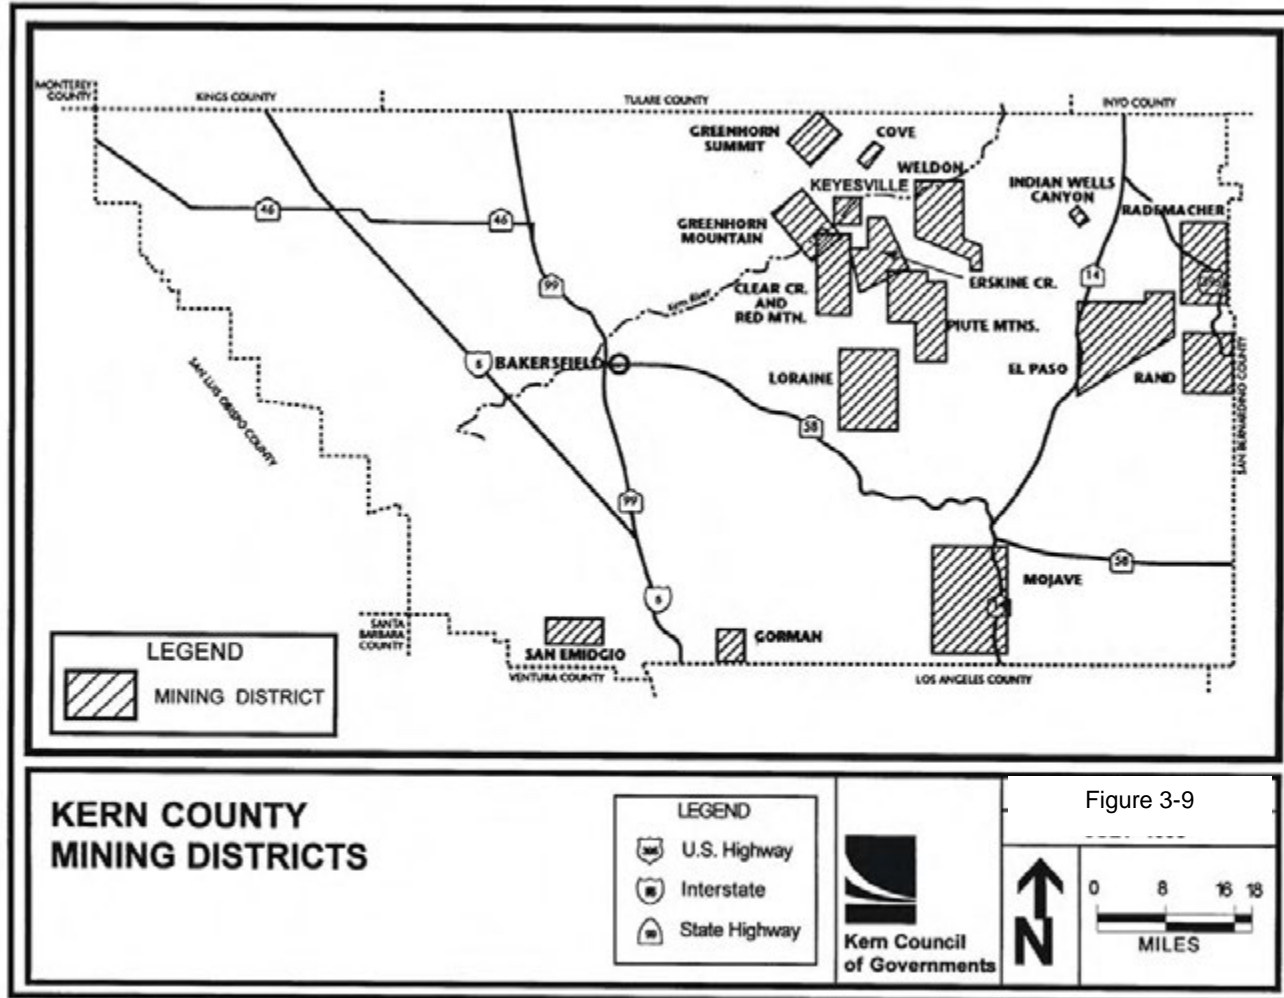 MONTEREY
COUNTY
KINGS COUNTY
TULARE COUNTY
INYO COUNTY
GREENHORN
SUMMIT
COVE
WELDON
KEYESVILLE
INDIAN WELLS
CANYON
RADEMACHER
46
46
GREENHORN
MOUNTAIN
99
Kern River
CLEAR CR.
AND
RED MTN.
ERSKINE CR.
14
395
PIUTE MTNS.
SAN LUIS OBISPO COUNTY
5
BAKERSFIELD
LORAINE
EL PASO
RAND
SAN BERNARDINO COUNTY
58
99
58
MOJAVE
5
SANTA
BARBARA
COUNTY
SAN EMIDGIO
GORMAN
VENTURA COUNTY
LOS ANGELES COUNTY
LEGEND
MINING DISTRICT
KERN COUNTY
MINING DISTRICTS
LEGEND
U.S. Highway
Interstate
State Highway
Kern Council
of Governments
Figure 3-9
N
0 8 16 18
MILES